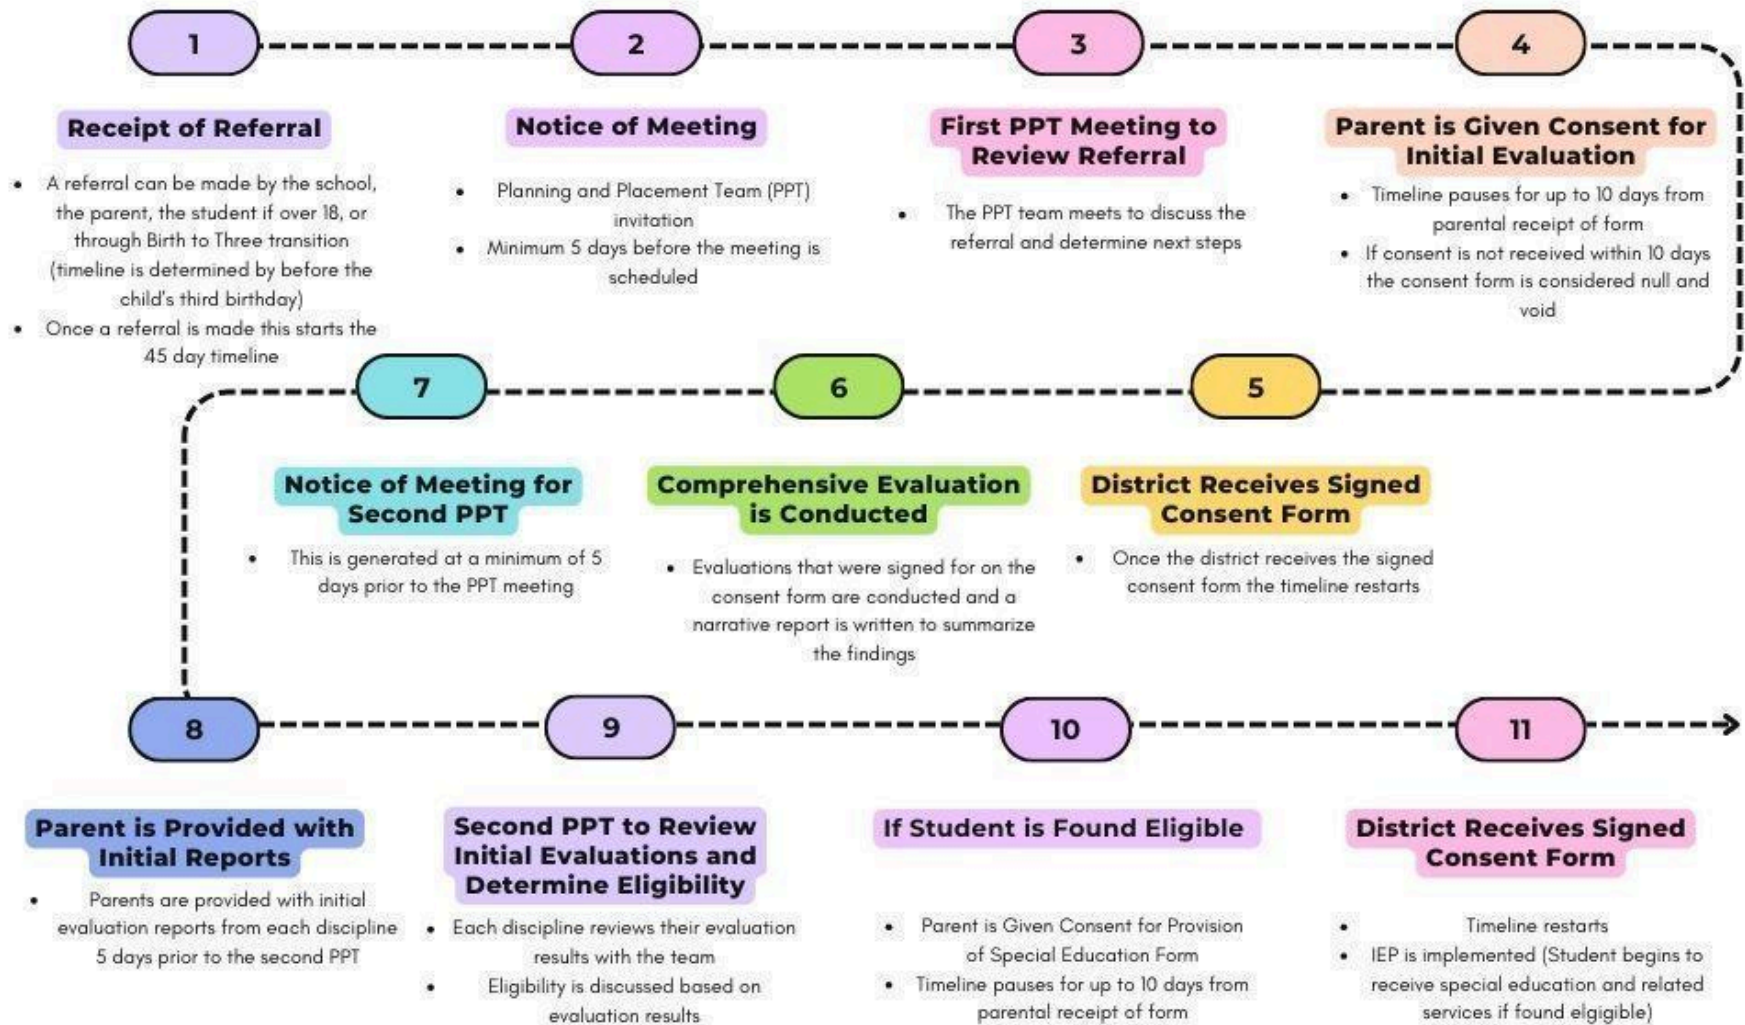 1
2
3
4
Receipt of Referral
• A referral can be made by the school,
the parent, the student if over 18, or
through Birth to Three transition
(timeline is determined by before the
child's third birthday)
• Once a referral is made this starts the
45 day timeline
Notice of Meeting
• Planning and Placement Team (PPT)
invitation
• Minimum 5 days before the meeting is
scheduled
First PPT Meeting to
Review Referral
• The PPT team meets to discuss the
referral and determine next steps
Parent is Given Consent for
Initial Evaluation
• Timeline pauses for up to 10 days from
parental receipt of form
• If consent is not received within 10 days
the consent form is considered null and
void
5
District Receives Signed
Consent Form
• Once the district receives the signed
consent form the timeline restarts
6
Comprehensive Evaluation
is Conducted
• Evaluations that were signed for on the
consent form are conducted and a
narrative report is written to summarize
the findings
7
Notice of Meeting for
Second PPT
• This is generated at a minimum of 5
days prior to the PPT meeting
8
Parent is Provided with
Initial Reports
• Parents are provided with initial
evaluation reports from each discipline
5 days prior to the second PPT
9
Second PPT to Review
Initial Evaluations and
Determine Eligibility
• Each discipline reviews their evaluation
results with the team
• Eligibility is discussed based on
evaluation results
10
If Student is Found Eligible
• Parent is Given Consent for Provision
of Special Education Form
• Timeline pauses for up to 10 days from
parental receipt of form
11
District Receives Signed
Consent Form
• Timeline restarts
• IEP is implemented (Student begins to
receive special education and related
services if found elgigible)